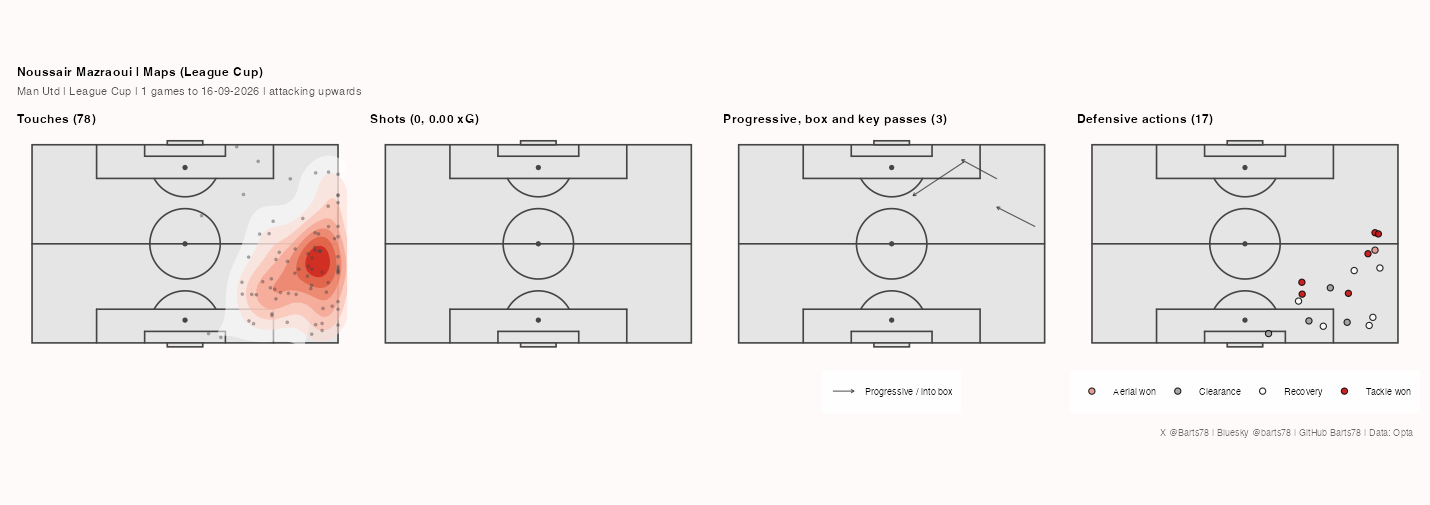 Noussair Mazraoui | Maps (League Cup)
Man Utd | League Cup | 1 games to 16-09-2026 | attacking upwards
Touches (78)
Shots (0, 0.00 xG)
Progressive, box and key passes (3)
Defensive actions (17)
Progressive / into box
Aerial won
Clearance
Recovery
Tackle won
X @Barts78 | Bluesky @barts78 | GitHub Barts78 | Data: Opta